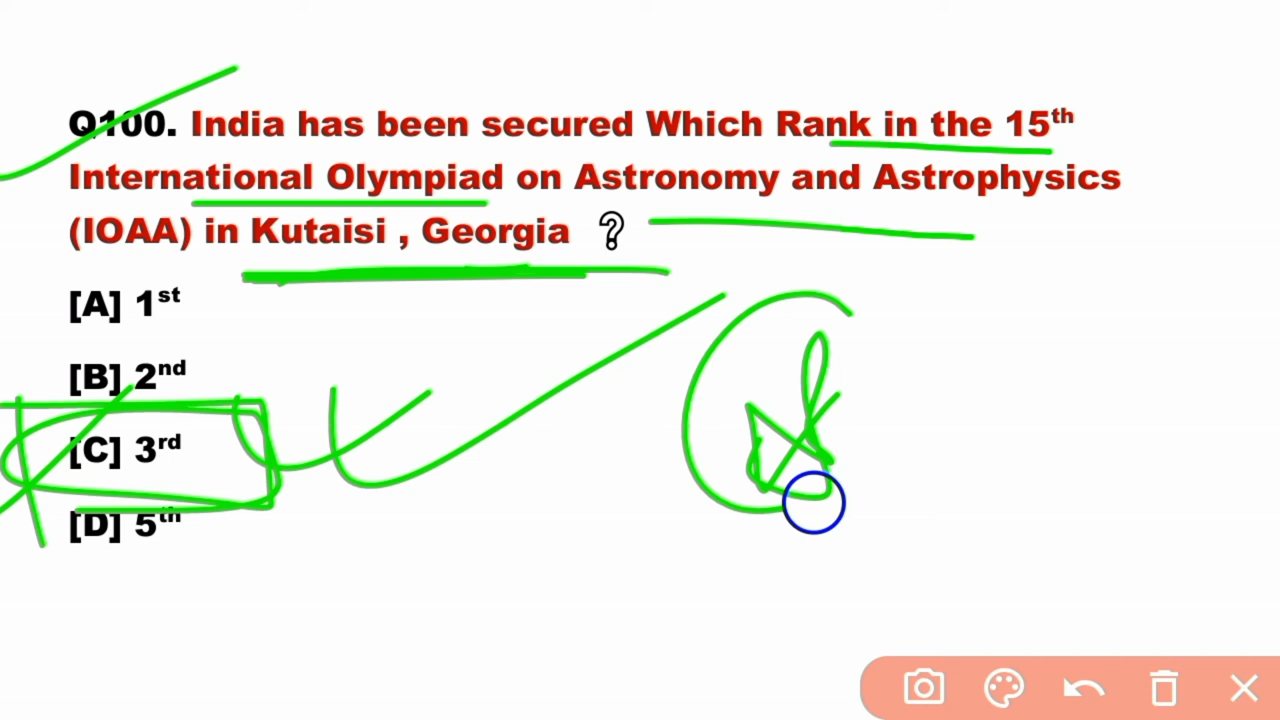 Q100. India has been secured Which Rank in the 15th
International Olympiad on Astronomy and Astrophysics
(IOAA) in Kutaisi , Georgia ?
[A] 1st
[B] 2nd
[C] 3rd
[D] 5th